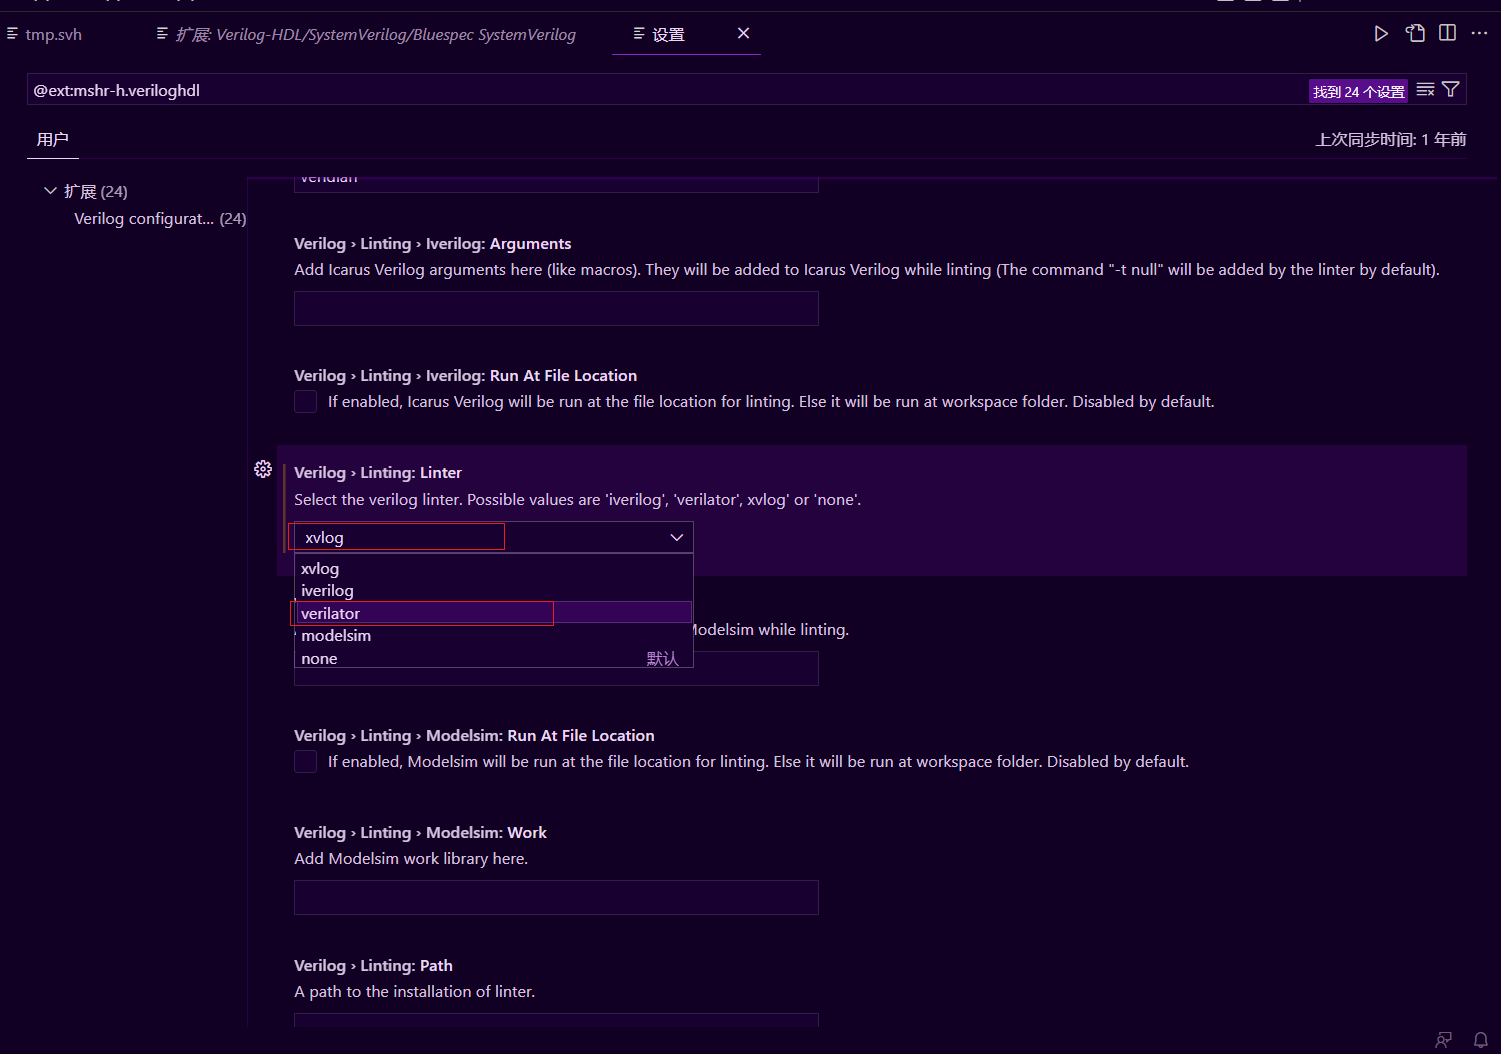 tmp.svh
扩展: Verilog-HDL/SystemVerilog/Bluespec SystemVerilog
设置
@ext:mshr-h.veriloghdl
找到 24 个设置
用户
上次同步时间: 1 年前
扩展 (24)
Verilog configurat... (24)
veridian
Verilog › Linting › Iverilog: Arguments
Add Icarus Verilog arguments here (like macros). They will be added to Icarus Verilog while linting (The command "-t null" will be added by the linter by default).
Verilog › Linting › Iverilog: Run At File Location
If enabled, Icarus Verilog will be run at the file location for linting. Else it will be run at workspace folder. Disabled by default.
Verilog › Linting: Linter
Select the verilog linter. Possible values are 'iverilog', 'verilator', xvlog' or 'none'.
xvlog
xvlog
iverilog
verilator
modelsim
none 默认
Modelsim while linting.
Verilog › Linting › Modelsim: Run At File Location
If enabled, Modelsim will be run at the file location for linting. Else it will be run at workspace folder. Disabled by default.
Verilog › Linting › Modelsim: Work
Add Modelsim work library here.
Verilog › Linting: Path
A path to the installation of linter.